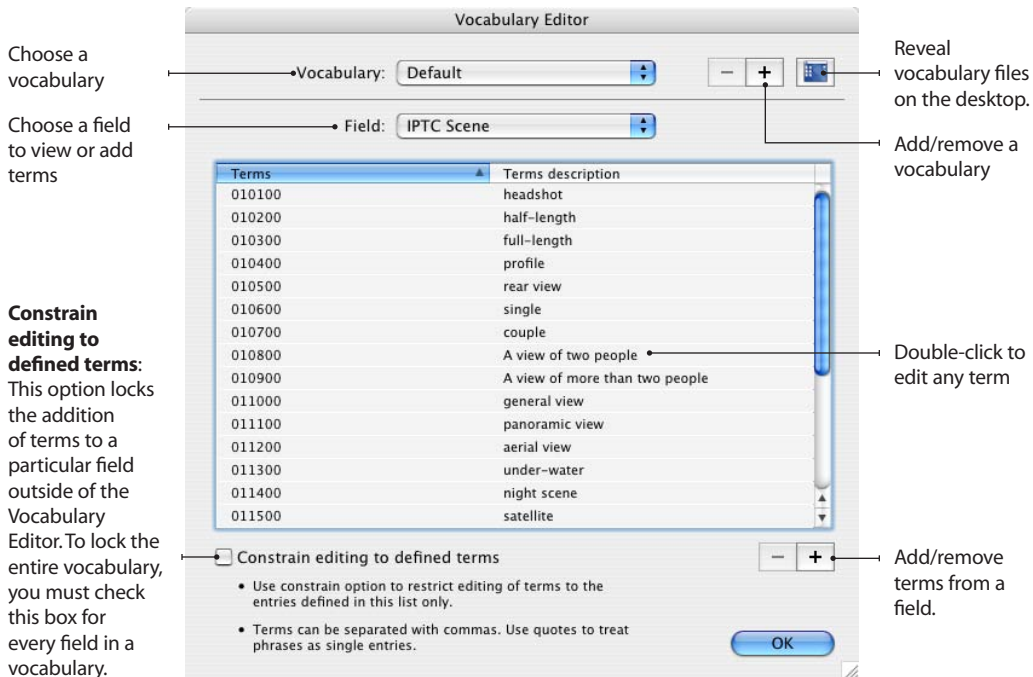 Vocabulary Editor
Choose a
vocabulary
Vocabulary: Default
− +
Reveal
vocabulary files
on the desktop.
Choose a field
to view or add
terms
Field: IPTC Scene
Add/remove a
vocabulary
Terms Terms description
010100 headshot
010200 half-length
010300 full-length
010400 profile
010500 rear view
010600 single
010700 couple
010800 A view of two people
010900 A view of more than two people
011000 general view
011100 panoramic view
011200 aerial view
011300 under-water
011400 night scene
011500 satellite
Double-click to
edit any term
Constrain
editing to
defined terms:
This option locks
the addition
of terms to a
particular field
outside of the
Vocabulary
Editor. To lock the
entire vocabulary,
you must check
this box for
every field in a
vocabulary.
Constrain editing to defined terms
− +
• Use constrain option to restrict editing of terms to the
entries defined in this list only.
• Terms can be separated with commas. Use quotes to treat
phrases as single entries.
OK
Add/remove
terms from a
field.